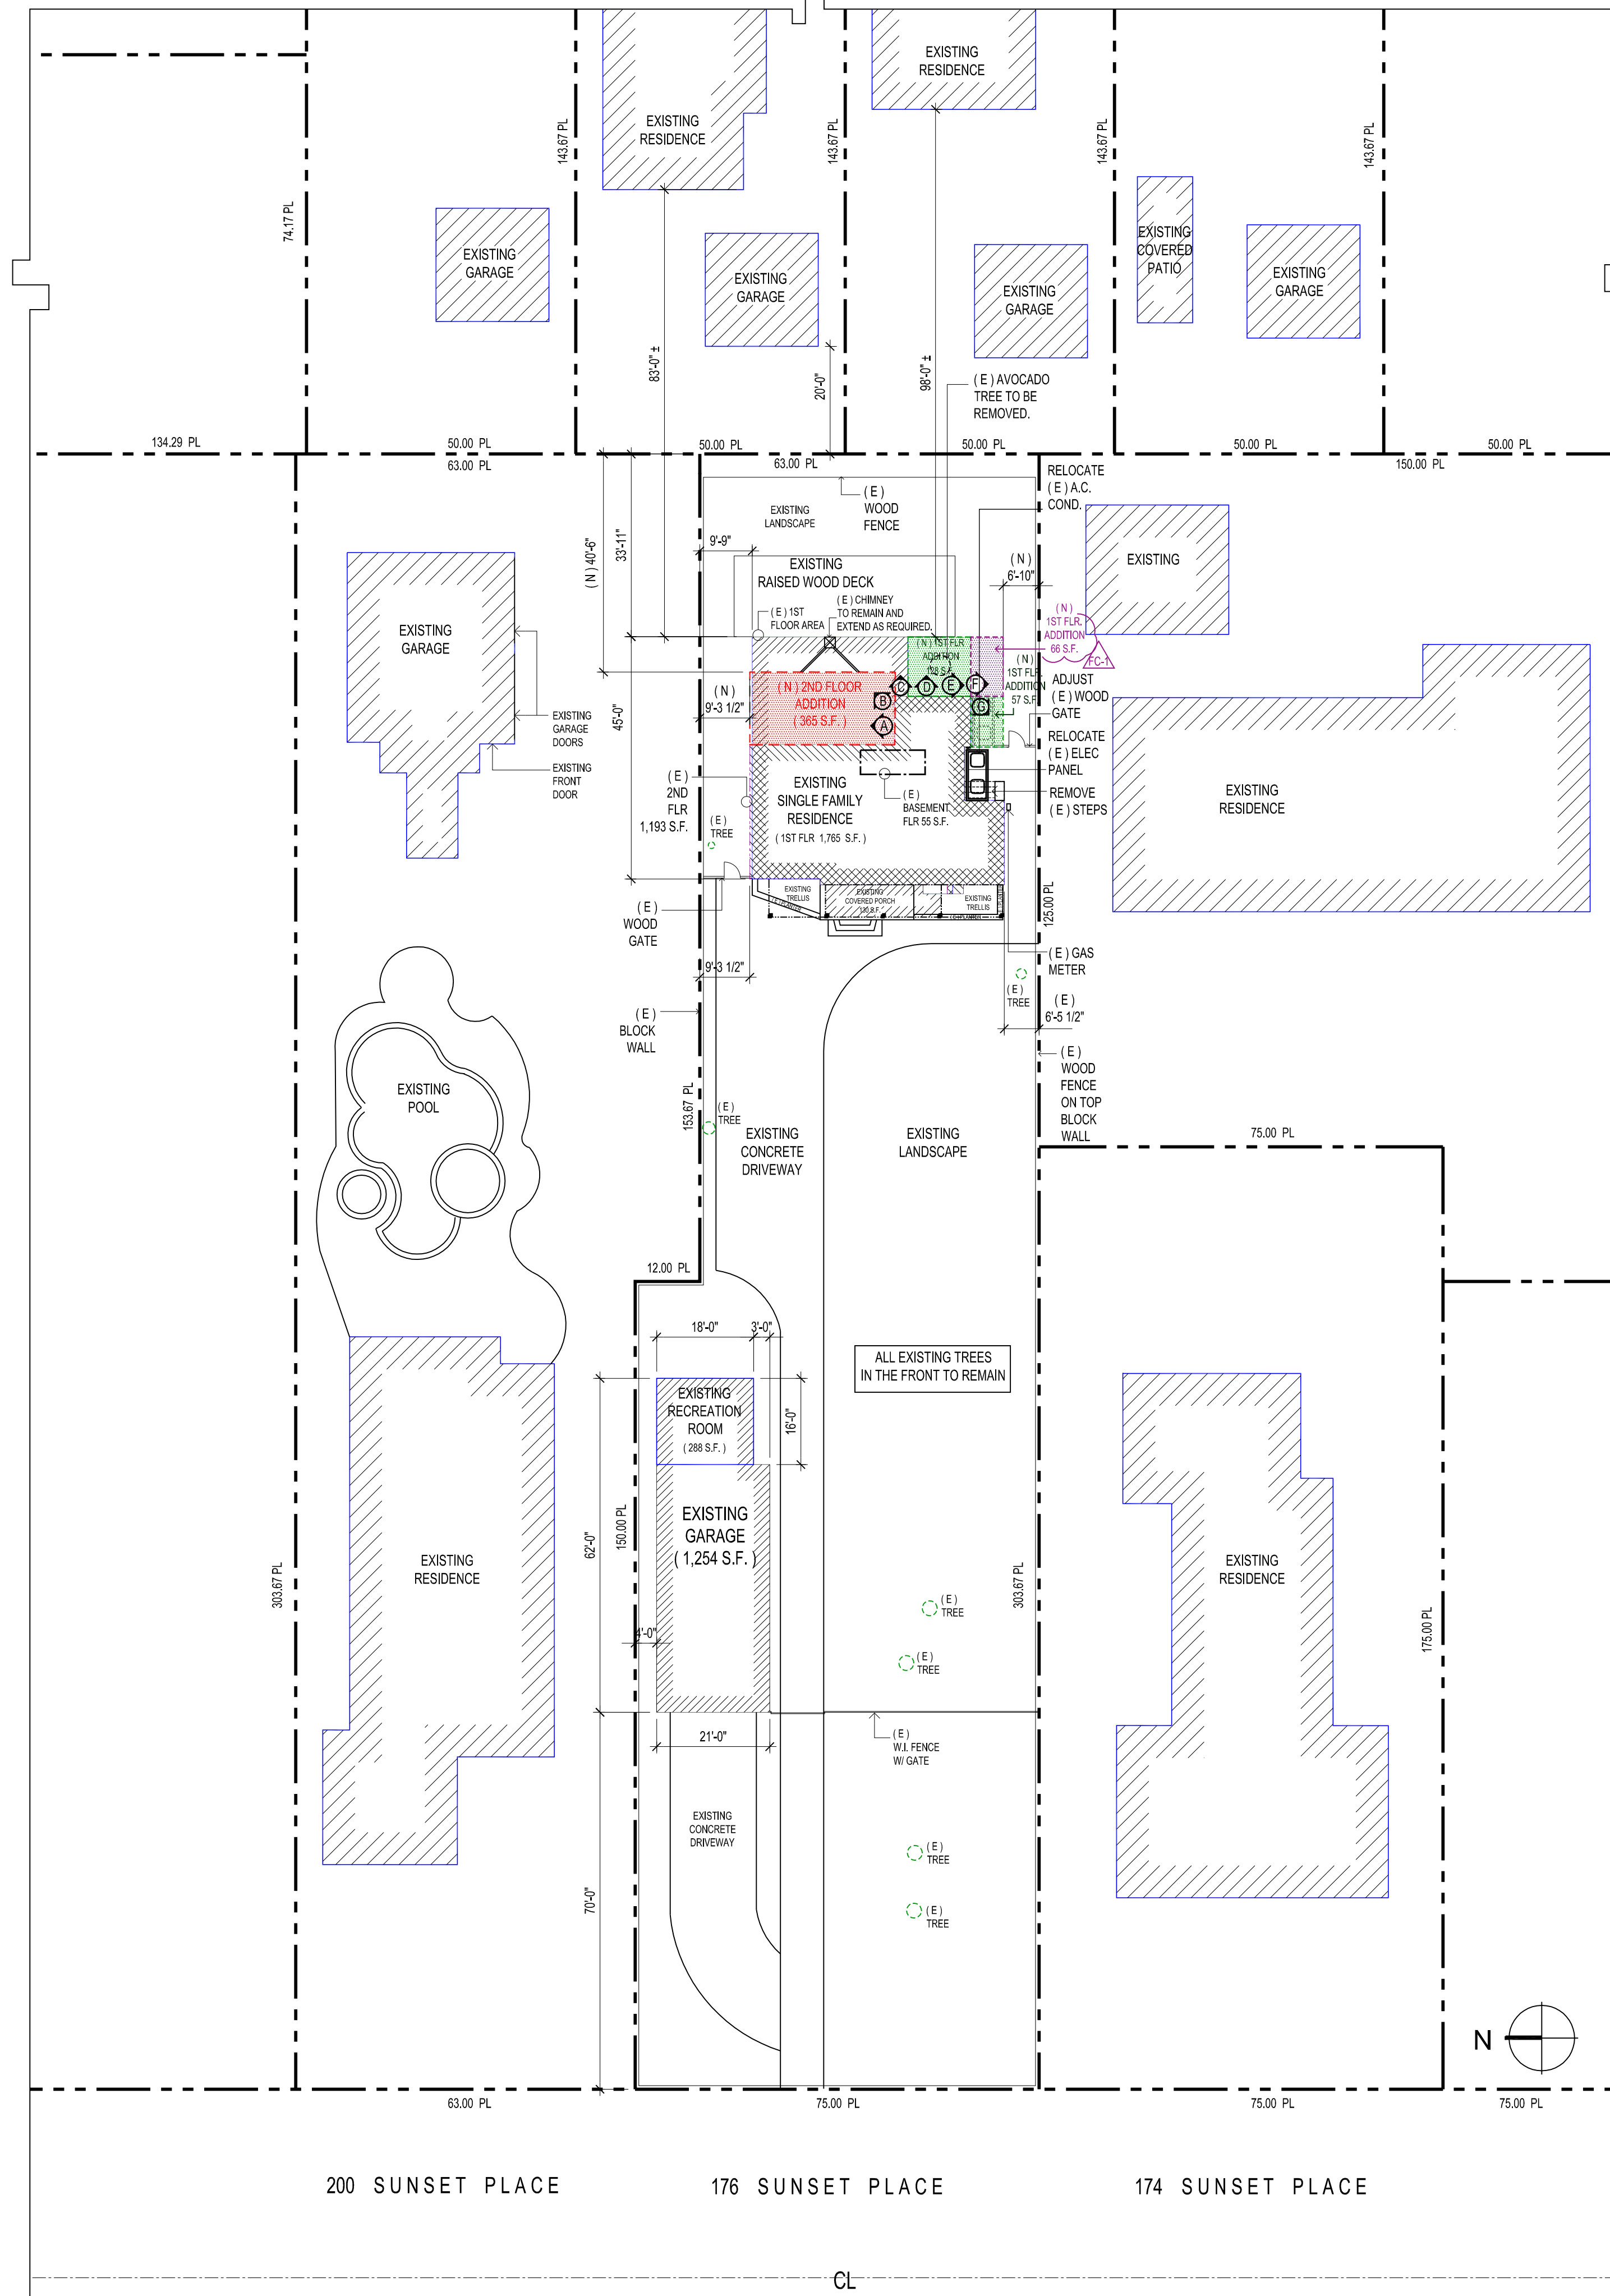 EXISTING
RESIDENCE
EXISTING
RESIDENCE
143.67 PL
143.67 PL
143.67 PL
143.67 PL
74.17 PL
EXISTING
GARAGE
EXISTING
GARAGE
EXISTING
GARAGE
EXISTING
COVERED
PATIO
EXISTING
GARAGE
83'-0" ±
20'-0"
98'-0" ±
( E ) AVOCADO
TREE TO BE
REMOVED.
134.29 PL
50.00 PL
50.00 PL
50.00 PL
50.00 PL
50.00 PL
63.00 PL
63.00 PL
150.00 PL
RELOCATE
( E ) A.C.
COND.
( E )
WOOD
FENCE
EXISTING
LANDSCAPE
( N ) 40'-6"
33'-11"
9'-9"
EXISTING
RAISED WOOD DECK
( N )
6'-10"
EXISTING
( E ) 1ST
FLOOR AREA
( E ) CHIMNEY
TO REMAIN AND
EXTEND AS REQUIRED.
( N )
1ST FLR.
ADDITION
66 S.F.
FC-1
EXISTING
GARAGE
( N ) 1ST FLR
ADDITION
( N )
1ST FLR.
ADDITION
57 S.F.
ADJUST
( E ) WOOD
GATE
( N ) 2ND FLOOR
ADDITION
( 365 S.F. )
A
B
C
D
E
F
G
( N )
9'-3 1/2"
45'-0"
EXISTING
GARAGE
DOORS
EXISTING
FRONT
DOOR
RELOCATE
( E ) ELEC
PANEL
REMOVE
( E ) STEPS
( E )
2ND
FLR
1,193 S.F.
EXISTING
SINGLE FAMILY
RESIDENCE
( 1ST FLR 1,765 S.F. )
( E )
BASEMENT
FLR 55 S.F.
EXISTING
RESIDENCE
( E )
TREE
EXISTING
TRELLIS
EXISTING
COVERED PORCH
130 S.F.
EXISTING
TRELLIS
125.00 PL
( E )
WOOD
GATE
( E ) GAS
METER
9'-3 1/2"
( E )
TREE
( E )
6'-5 1/2"
( E )
BLOCK
WALL
( E )
WOOD
FENCE
ON TOP
BLOCK
WALL
EXISTING
POOL
153.67 PL
( E )
TREE
EXISTING
CONCRETE
DRIVEWAY
EXISTING
LANDSCAPE
75.00 PL
12.00 PL
18'-0"
3'-0"
ALL EXISTING TREES
IN THE FRONT TO REMAIN
EXISTING
RECREATION
ROOM
( 288 S.F. )
16'-0"
EXISTING
GARAGE
( 1,254 S.F. )
62'-0"
150.00 PL
303.67 PL
EXISTING
RESIDENCE
303.67 PL
EXISTING
RESIDENCE
175.00 PL
( E )
TREE
4'-0"
( E )
TREE
21'-0"
( E )
W.I. FENCE
W/ GATE
EXISTING
CONCRETE
DRIVEWAY
( E )
TREE
70'-0"
( E )
TREE
N
63.00 PL
75.00 PL
75.00 PL
75.00 PL
200 SUNSET PLACE
176 SUNSET PLACE
174 SUNSET PLACE
CL